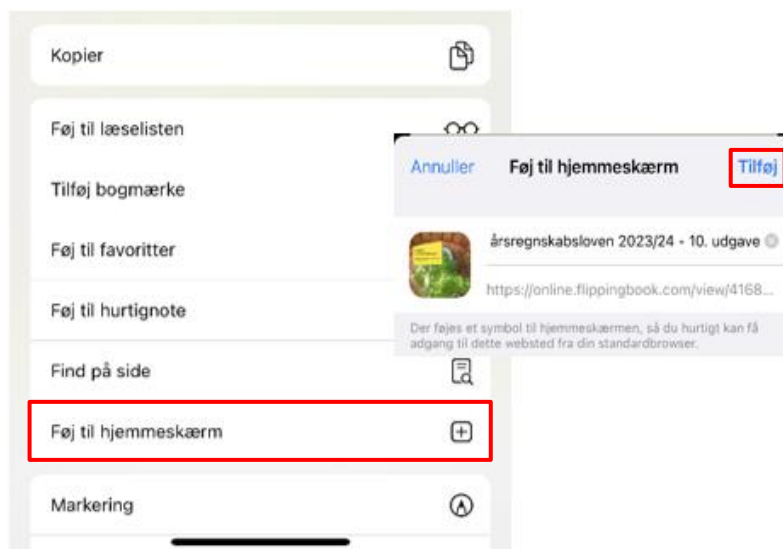 Kopier
Føj til læselisten
Tilføj bogmærke
Føj til favoritter
Føj til hurtignote
Find på side
Føj til hjemmeskærm
Markering
Annuller Føj til hjemmeskærm Tilføj
årsregnskabsloven 2023/24 - 10. udgave
https://online.flippingbook.com/view/4168...
Der føjes et symbol til hjemmeskærmen, så du hurtigt kan få
adgang til dette websted fra din standardbrowser.